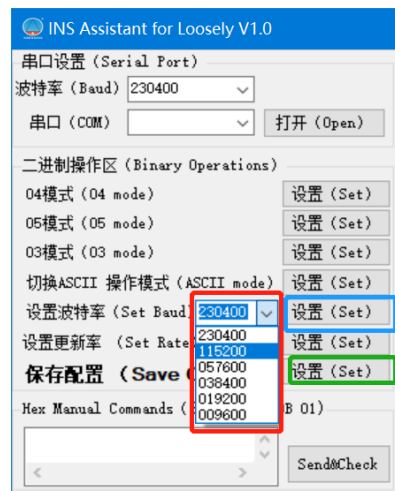 INS Assistant for Loosely V1.0
串口设置 (Serial Port)
波特率 (Baud) 230400
串口 (COM) 打开 (Open)
二进制操作区 (Binary Operations)
04模式 (04 mode) 设置 (Set)
05模式 (05 mode) 设置 (Set)
03模式 (03 mode) 设置 (Set)
切换ASCII 操作模式 (ASCII mode) 设置 (Set)
设置波特率 (Set Baud 230400 设置 (Set)
230400
设置更新率 (Set Rate 设置 (Set)
115200
057600
保存配置 (Save 设置 (Set)
038400
019200
009600
Hex Manual Commands ( B 01)
Send&Check